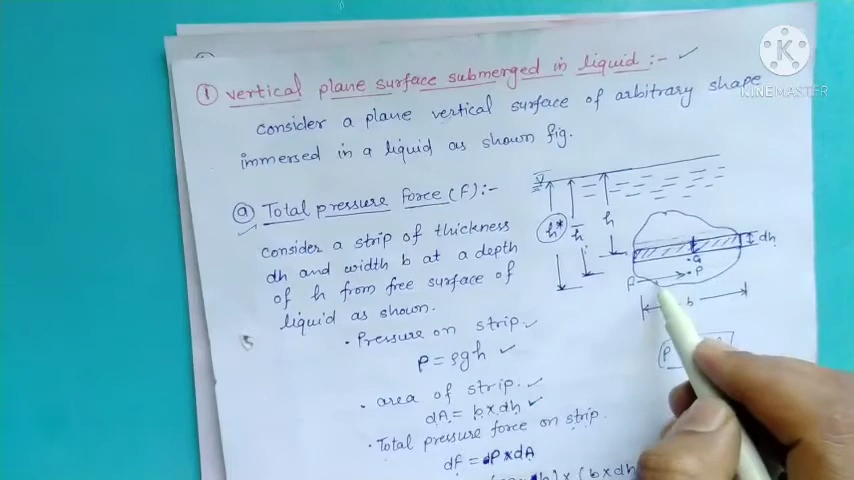 KINEMASTER
① vertical plane surface submerged in liquid :-
Consider a plane vertical surface of arbitrary shape
immersed in a liquid as shown fig.
ⓐ Total pressure force (F) :-
Consider a strip of thickness
dh and width b at a depth
of h from free surface of
liquid as shown.
• Pressure on strip.
P = ρgh
• area of strip.
dA = b x dh
• Total pressure force on strip.
dF = dP x dA
h) x (b x dh
h*
h̄
h
dh
G
P
F
b
P